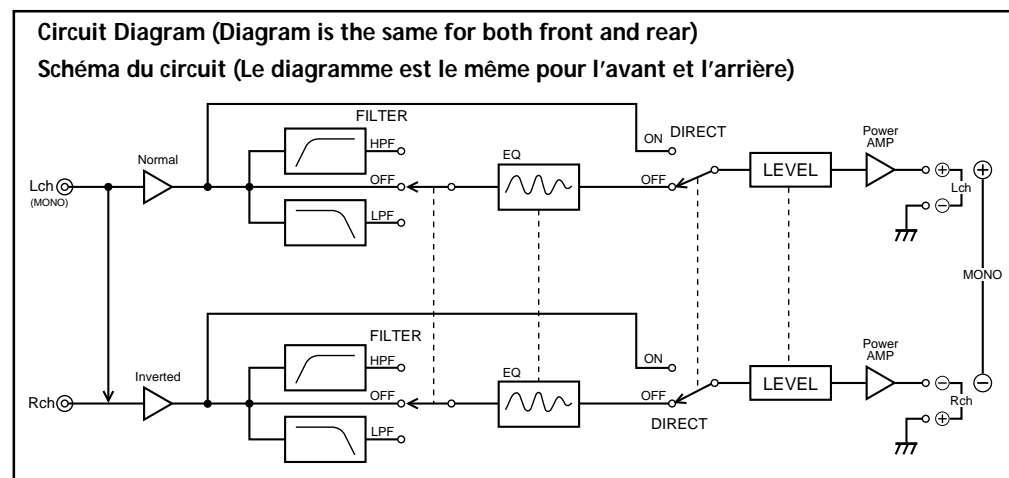 Circuit Diagram (Diagram is the same for both front and rear)
Schéma du circuit (Le diagramme est le même pour l'avant et l'arrière)
FILTER
HPF
ON
DIRECT
Power
AMP
Normal
EQ
Lch
(MONO)
OFF
OFF
LEVEL
+
Lch
−
+
LPF
MONO
FILTER
HPF
ON
Power
AMP
Inverted
EQ
Rch
OFF
OFF
LEVEL
−
Rch
+
−
DIRECT
LPF